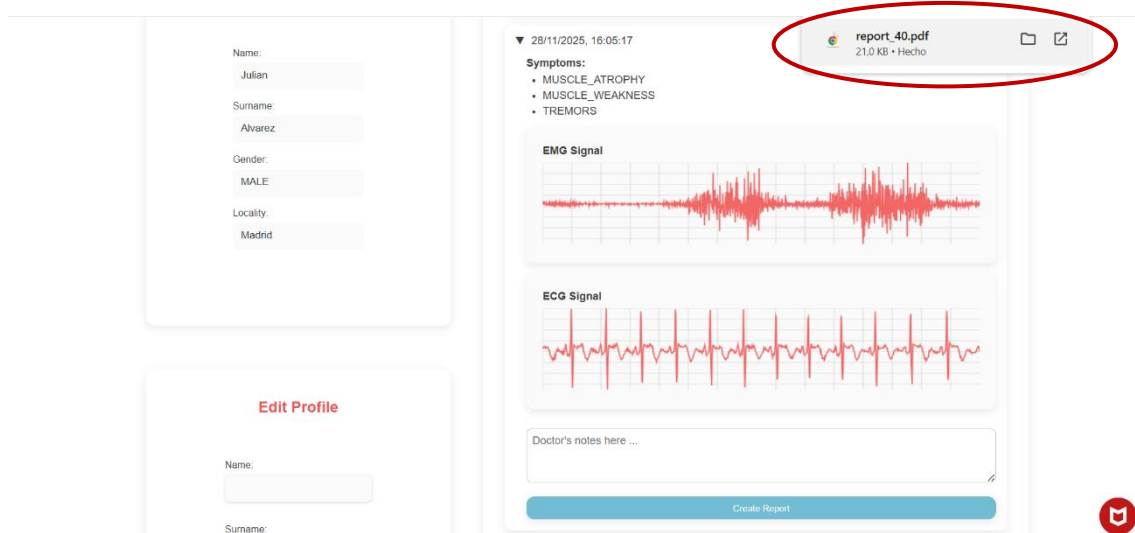 Name:
Julian
Surname:
Alvarez
Gender:
MALE
Locality:
Madrid
Edit Profile
Name:
Surname:
▼ 28/11/2025, 16:05:17
Symptoms:
• MUSCLE_ATROPHY
• MUSCLE_WEAKNESS
• TREMORS
EMG Signal
ECG Signal
Doctor's notes here ...
Create Report
report_40.pdf
21,0 KB • Hecho